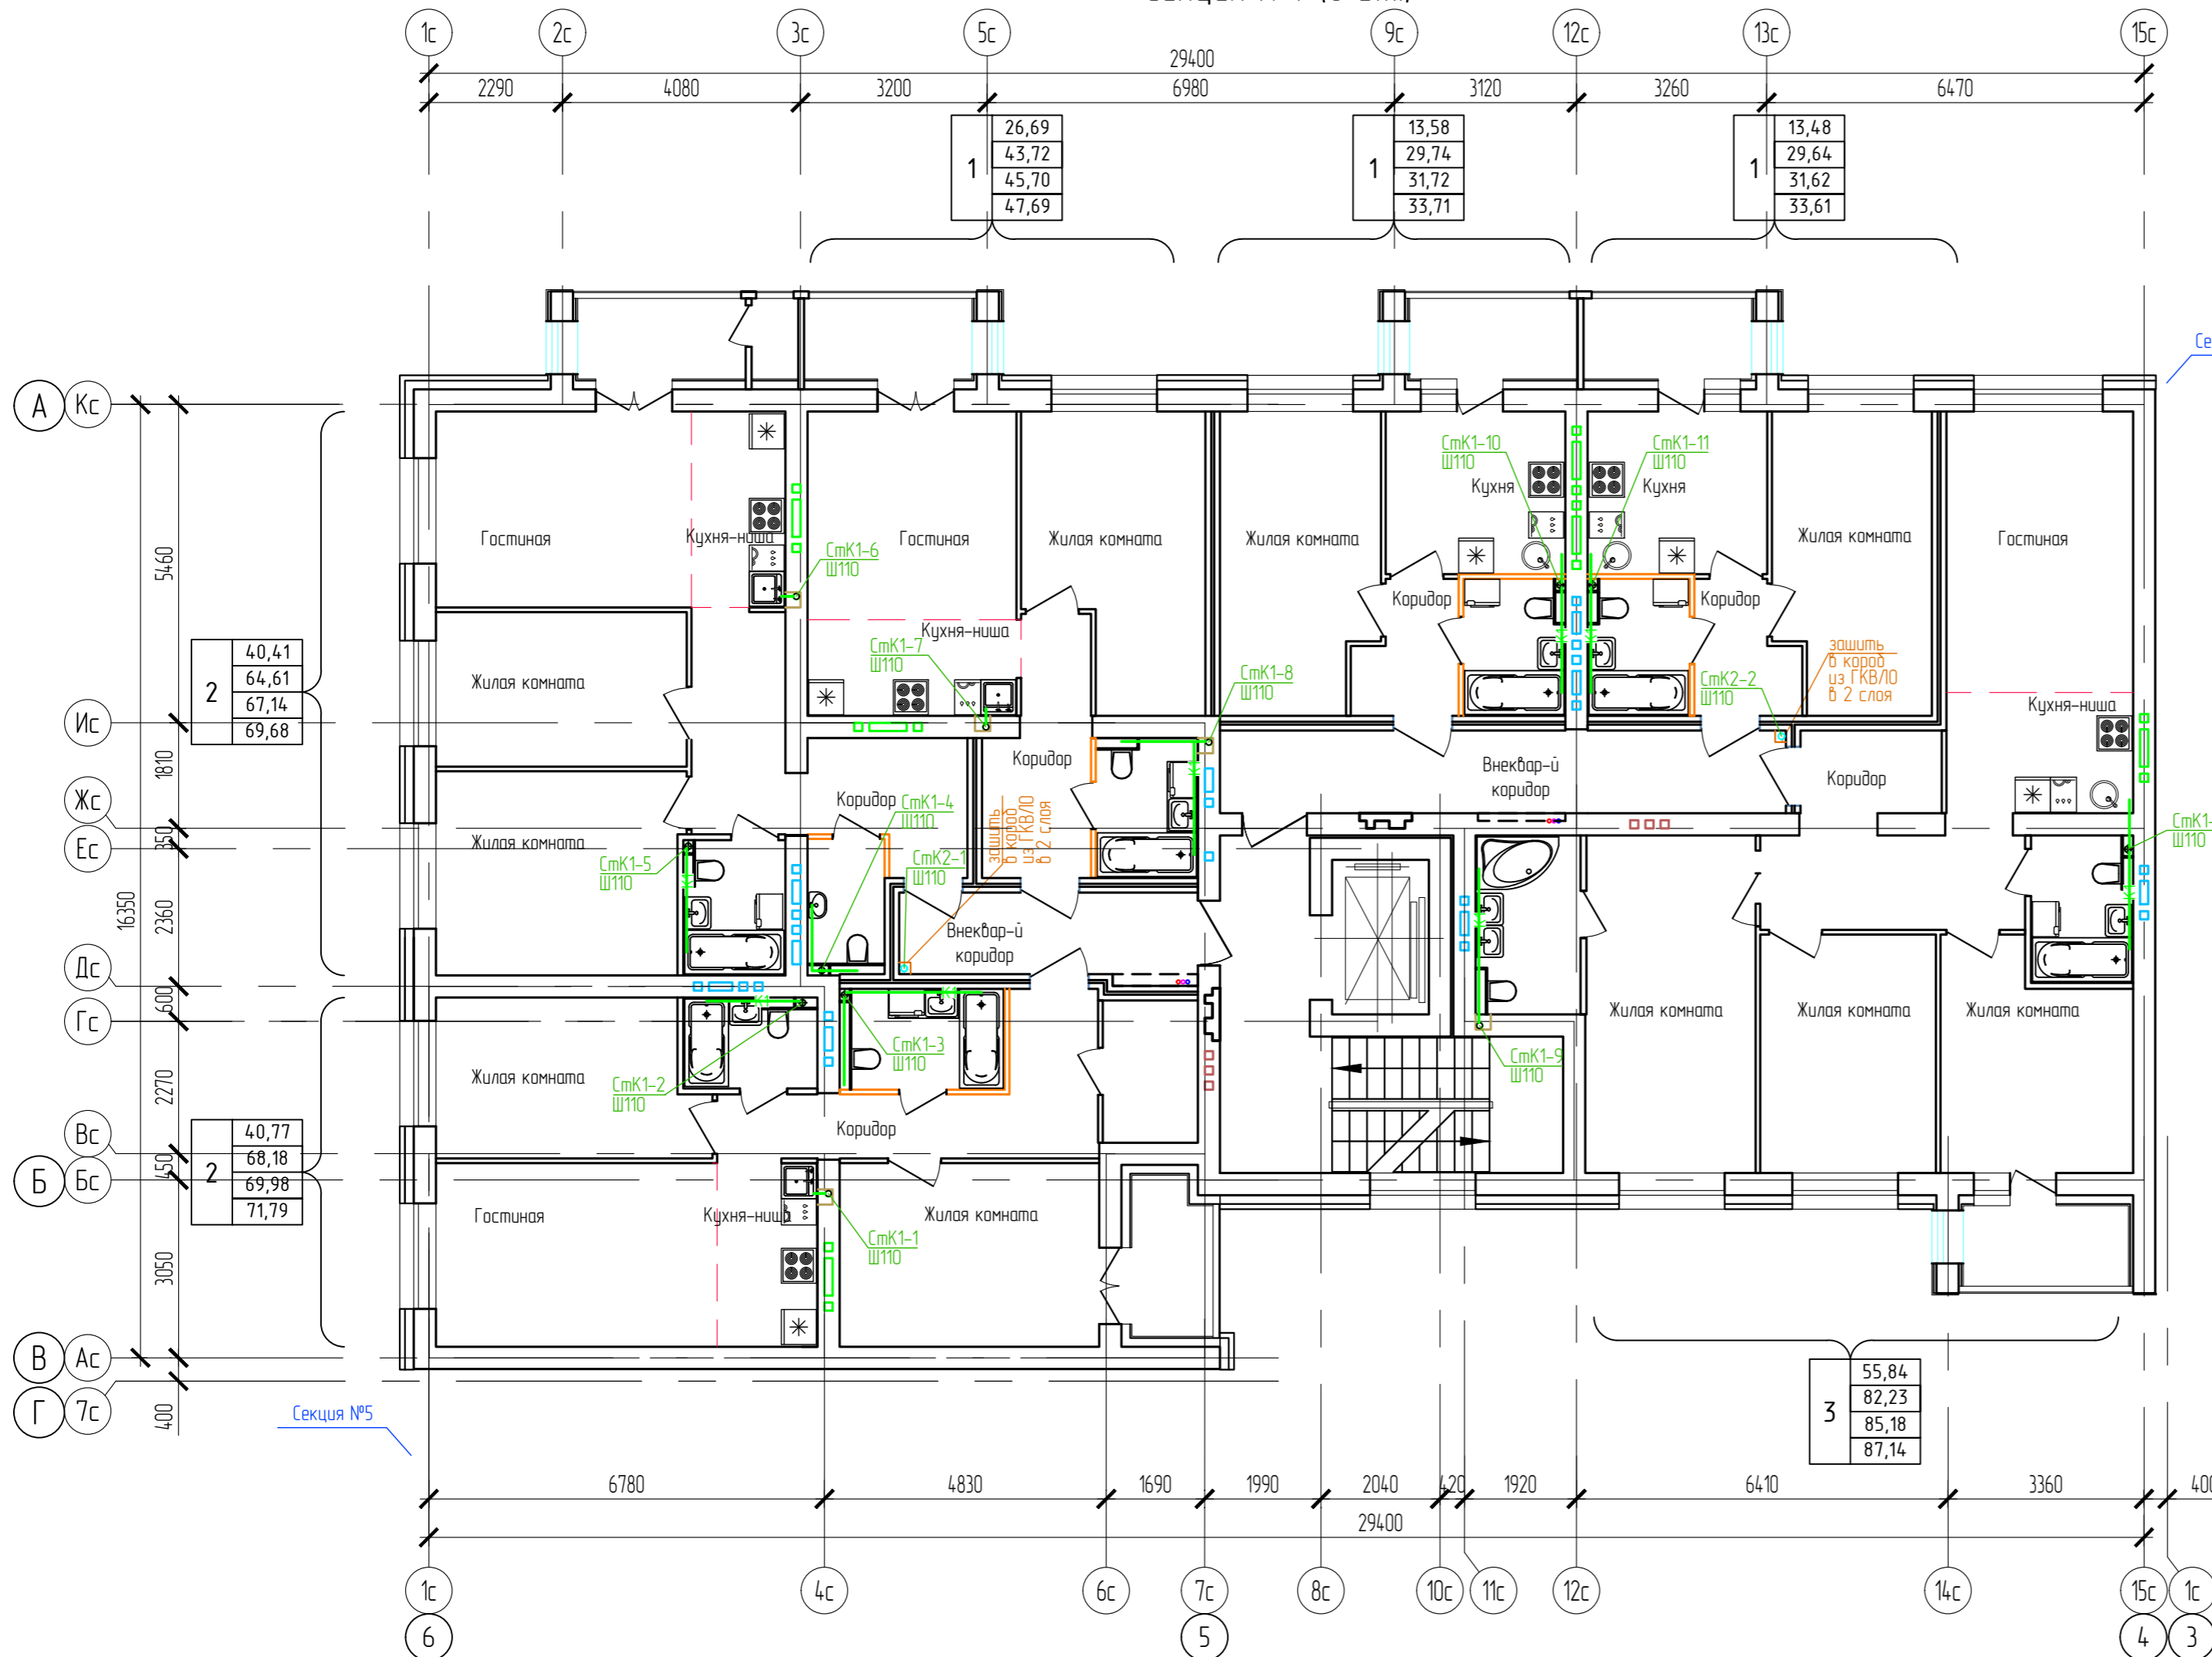 1с 2с 3с 5с 9с 12с 13с 15с
29400
2290 4080 3200 6980 3120 3260 6470
1
26,69
43,72
45,70
47,69
1
13,58
29,74
31,72
33,71
1
13,48
29,64
31,62
33,61
А Кс
Ис
Жс
Ес
Дс
Гс
Вс
Б Бс
В Ас
Г 7с
16350
5460
1810
350
2360
600
2270
450
3050
400
2
40,41
64,61
67,14
69,68
2
40,77
68,18
69,98
71,79
3
55,84
82,23
85,18
87,14
Гостиная
Кухня-ниша
СтК1-6
Ш110
Гостиная
Жилая комната
Жилая комната
СтК1-10
Ш110
Кухня
СтК1-11
Ш110
Кухня
Жилая комната
Гостиная
Жилая комната
Кухня-ниша
СтК1-7
Ш110
СтК1-8
Ш110
Коридор
Коридор
СтК2-2
Ш110
зашить
в короб
из ГКВЛО
в 2 слоя
Кухня-ниша
Жилая комната
Коридор
СтК1-4
Ш110
Коридор
К1
К1
К1
Внеквар-й
коридор
Коридор
СтК1-5
Ш110
К1
СтК2-1
Ш110
зашить
в короб
из ГКВЛО
в 2 слоя
Внеквар-й
коридор
К1
К1
Ш110
Жилая комната
СтК1-2
Ш110
К1
СтК1-3
Ш110
К1
СтК1-9
Ш110
Жилая комната
Жилая комната
Жилая комната
Коридор
Гостиная
Кухня-ниша
СтК1-1
Ш110
Жилая комната
Секция №5
6780 4830 1690 1990 2040 420 1920 6410 3360
29400
1с 4с 6с 7с 8с 10с 11с 12с 14с 15с 1с
6 5 4 3